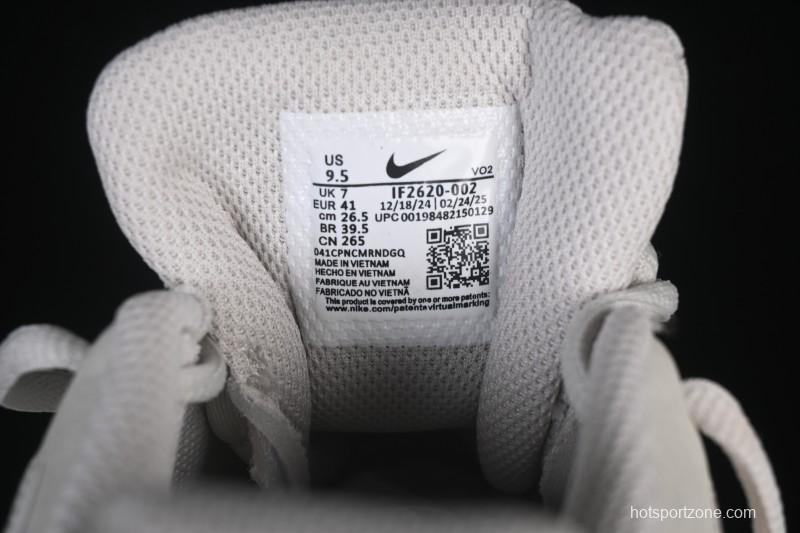 US
9.5
VO2
UK 7
IF2620-002
EUR 41
12/18/24 | 02/24/25
cm 26.5
UPC 00198482150129
BR 39.5
CN 265
041CPNCMRNDGQ
MADE IN VIETNAM
HECHO EN VIETNAM
FABRIQUE AU VIETNAM
FABRICADO NO VIETNÃ
This product is covered by one or more patents:
www.nike.com/patentsvirtualmarking
hotsportzone.com